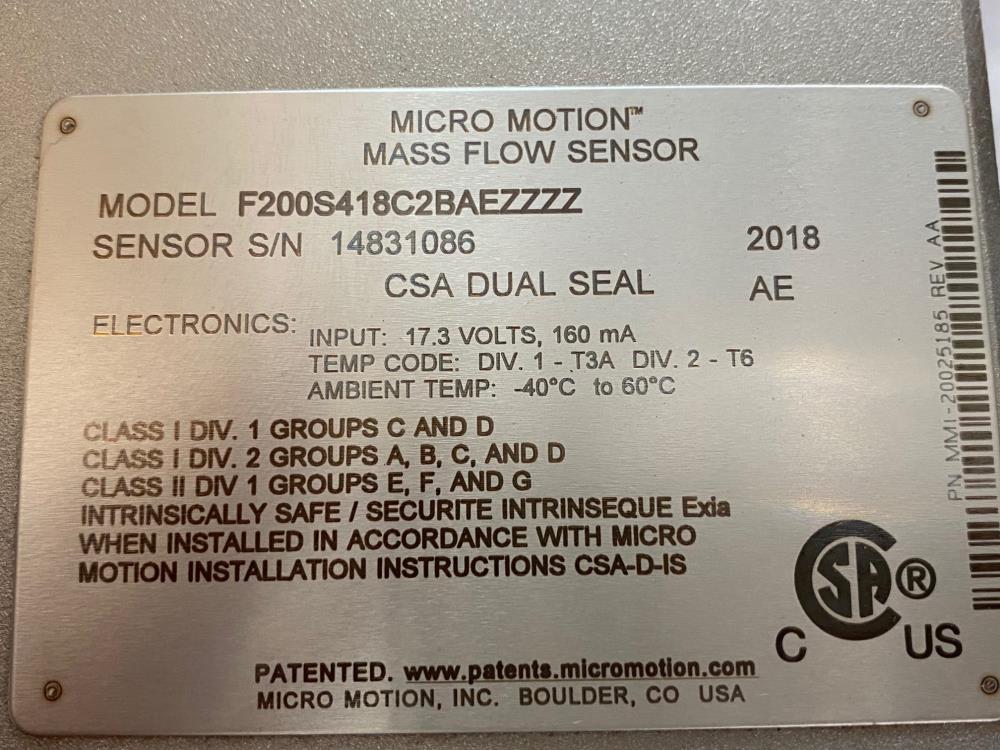 MICRO MOTION™
MASS FLOW SENSOR
MODEL F200S418C2BAEZZZZ
SENSOR S/N 14831086 2018
CSA DUAL SEAL AE
ELECTRONICS: INPUT: 17.3 VOLTS, 160 mA
TEMP CODE: DIV. 1 - T3A DIV. 2 - T6
AMBIENT TEMP: -40°C to 60°C
CLASS I DIV. 1 GROUPS C AND D
CLASS I DIV. 2 GROUPS A, B, C, AND D
CLASS II DIV 1 GROUPS E, F, AND G
INTRINSICALLY SAFE / SECURITE INTRINSEQUE Exia
WHEN INSTALLED IN ACCORDANCE WITH MICRO
MOTION INSTALLATION INSTRUCTIONS CSA-D-IS
PN MMI-20025185 REV AA
CSA ®
C US
PATENTED. www.patents.micromotion.com
MICRO MOTION, INC. BOULDER, CO USA